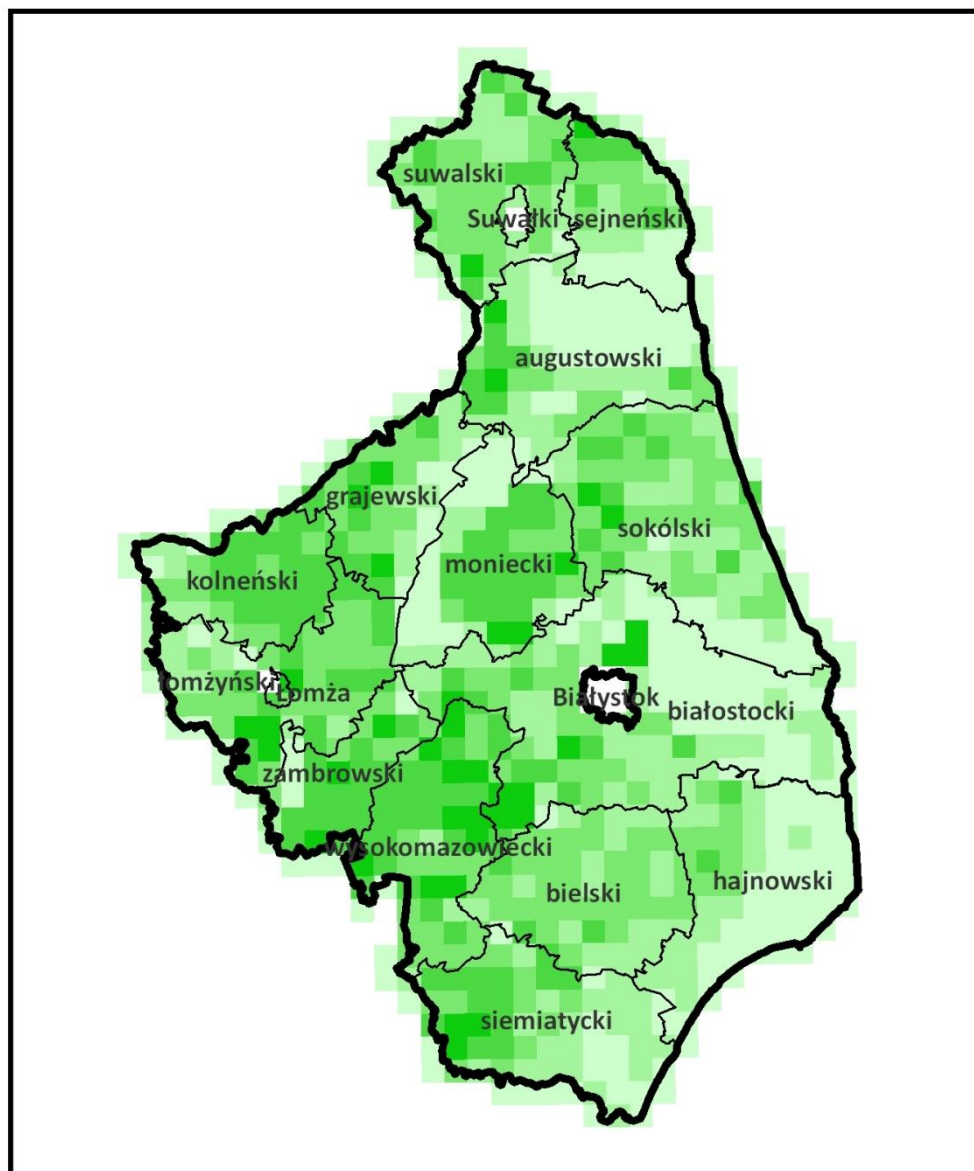 suwalski
Suwałki sejneński
augustowski
grajewski
sokólski
moniecki
kolneński
łomżyński
Łomża
Białystok
białostocki
zambrowski
wysokomazowiecki
bielski
hajnowski
siemiatycki